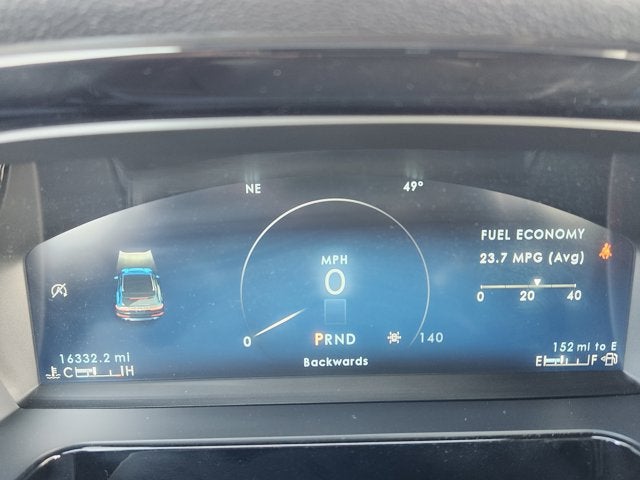 NE 49°
MPH
0
PRND
0 140
Backwards
16332.2 mi
C H
FUEL ECONOMY
23.7 MPG (Avg)
0 20 40
152 mi to E
E F